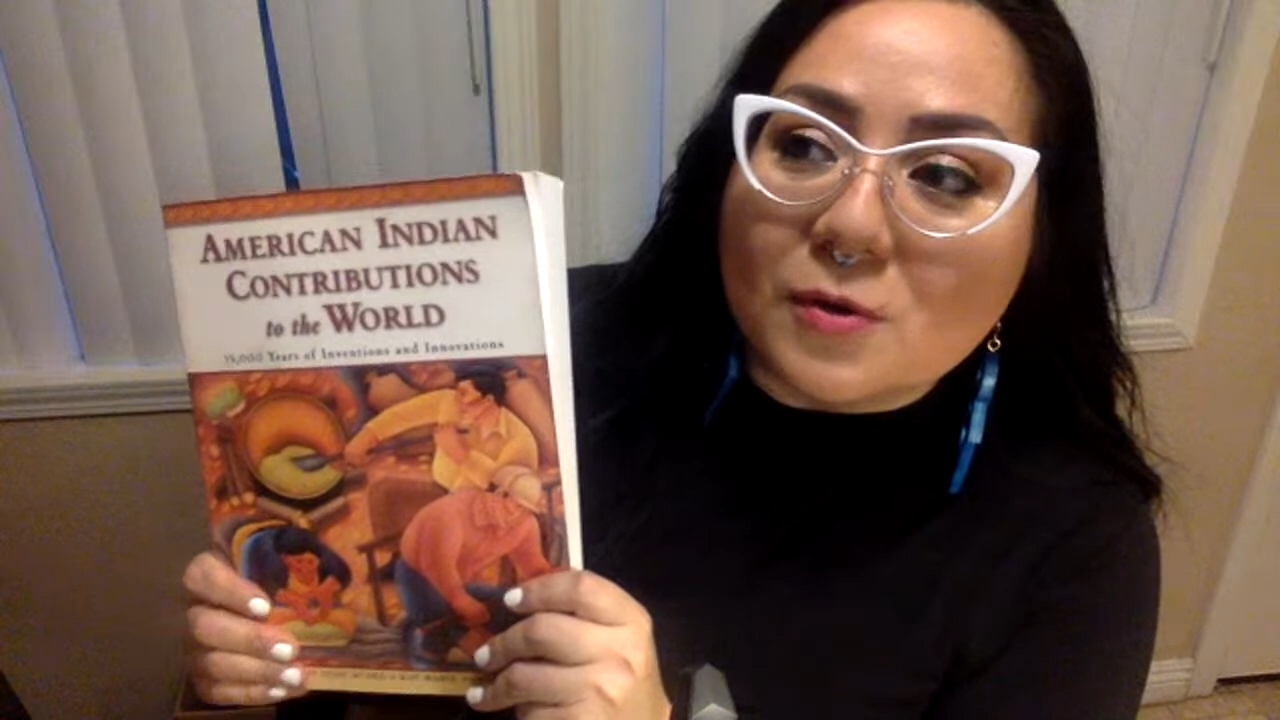 AMERICAN INDIAN
CONTRIBUTIONS
to the WORLD
15,000 Years of Inventions and Innovations